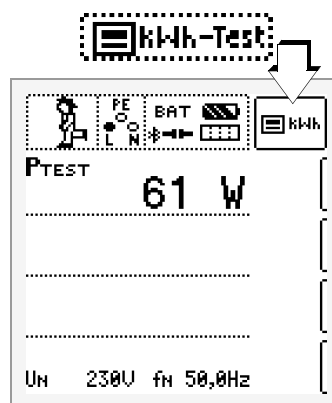 kWh-Test
PE
BAT
L N
kWh
PTEST
61 W
UN 230V fN 50,0Hz